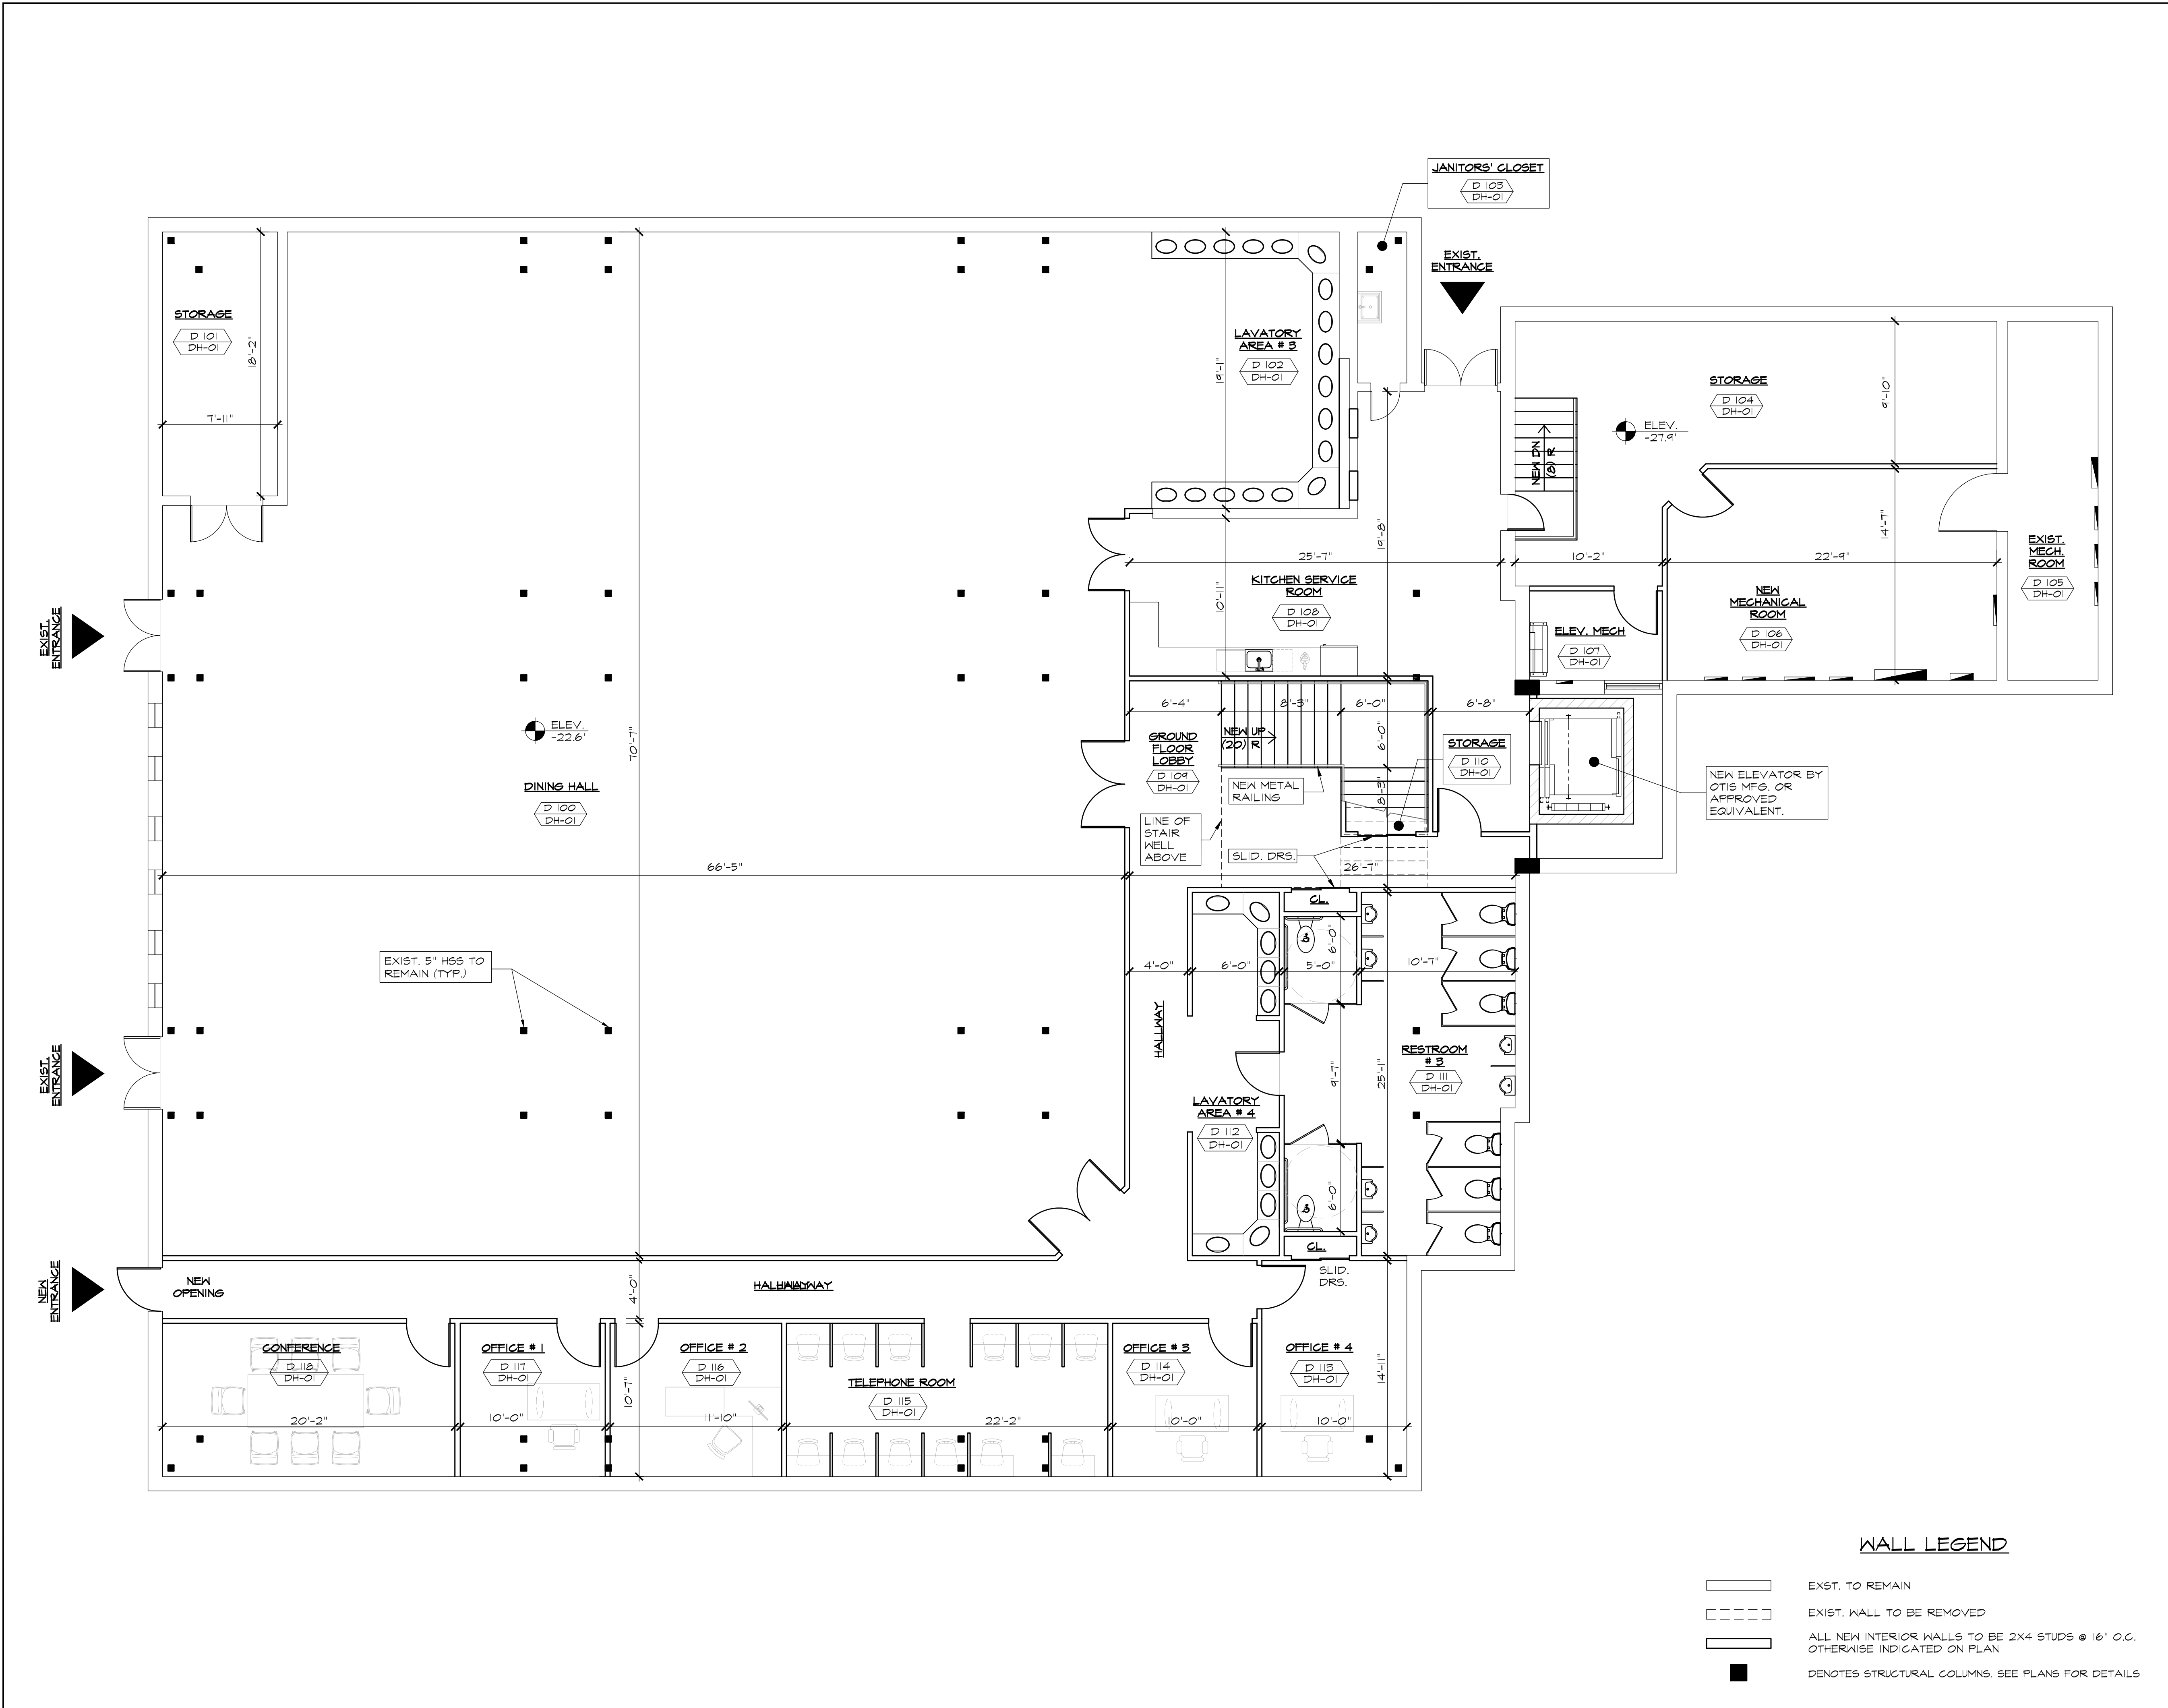 JANITORS' CLOSET
D 103
DH-01
EXIST.
ENTRANCE
STORAGE
D 101
DH-01
18'-2"
7'-11"
LAVATORY
AREA # 3
D 102
DH-01
19'-1"
STORAGE
D 104
DH-01
9'-10"
ELEV.
-27.9'
NEW DN
(8) R
14'-7"
19'-8"
25'-7"
10'-2"
22'-9"
EXIST.
MECH.
ROOM
D 105
DH-01
KITCHEN SERVICE
ROOM
D 108
DH-01
10'-11"
NEW
MECHANICAL
ROOM
D 106
DH-01
ELEV. MECH
D 107
DH-01
EXIST.
ENTRANCE
ELEV.
-22.6'
70'-7"
DINING HALL
D 100
DH-01
6'-4"
8'-3"
6'-0"
6'-8"
6'-0"
8'-3"
GROUND
FLOOR
LOBBY
D 109
DH-01
NEW UP
(20) R
STORAGE
D 110
DH-01
NEW METAL
RAILING
LINE OF
STAIR
WELL
ABOVE
SLID. DRS.
NEW ELEVATOR BY
OTIS MFG. OR
APPROVED
EQUIVALENT.
66'-5"
26'-7"
CL.
EXIST. 5" HSS TO
REMAIN (TYP.)
4'-0"
6'-0"
5'-0"
10'-7"
6'-0"
HALLWAY
EXIST.
ENTRANCE
RESTROOM
# 3
D 111
DH-01
9'-7"
25'-1"
LAVATORY
AREA # 4
D 112
DH-01
6'-0"
CL.
SLID.
DRS.
NEW
ENTRANCE
NEW
OPENING
HALLWAY
HALLWAY
4'-0"
CONFERENCE
D 118
DH-01
OFFICE # 1
D 117
DH-01
OFFICE # 2
D 116
DH-01
TELEPHONE ROOM
D 115
DH-01
OFFICE # 3
D 114
DH-01
OFFICE # 4
D 113
DH-01
10'-7"
14'-11"
20'-2"
10'-0"
11'-10"
22'-2"
10'-0"
10'-0"
WALL LEGEND
EXST. TO REMAIN
EXIST. WALL TO BE REMOVED
ALL NEW INTERIOR WALLS TO BE 2X4 STUDS @ 16" O.C.
OTHERWISE INDICATED ON PLAN
DENOTES STRUCTURAL COLUMNS. SEE PLANS FOR DETAILS